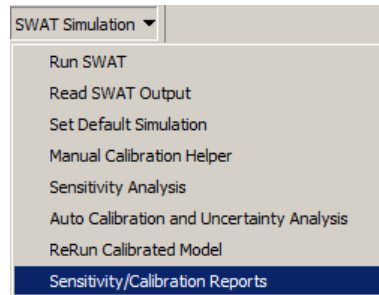 SWAT Simulation
Run SWAT
Read SWAT Output
Set Default Simulation
Manual Calibration Helper
Sensitivity Analysis
Auto Calibration and Uncertainty Analysis
ReRun Calibrated Model
Sensitivity/Calibration Reports